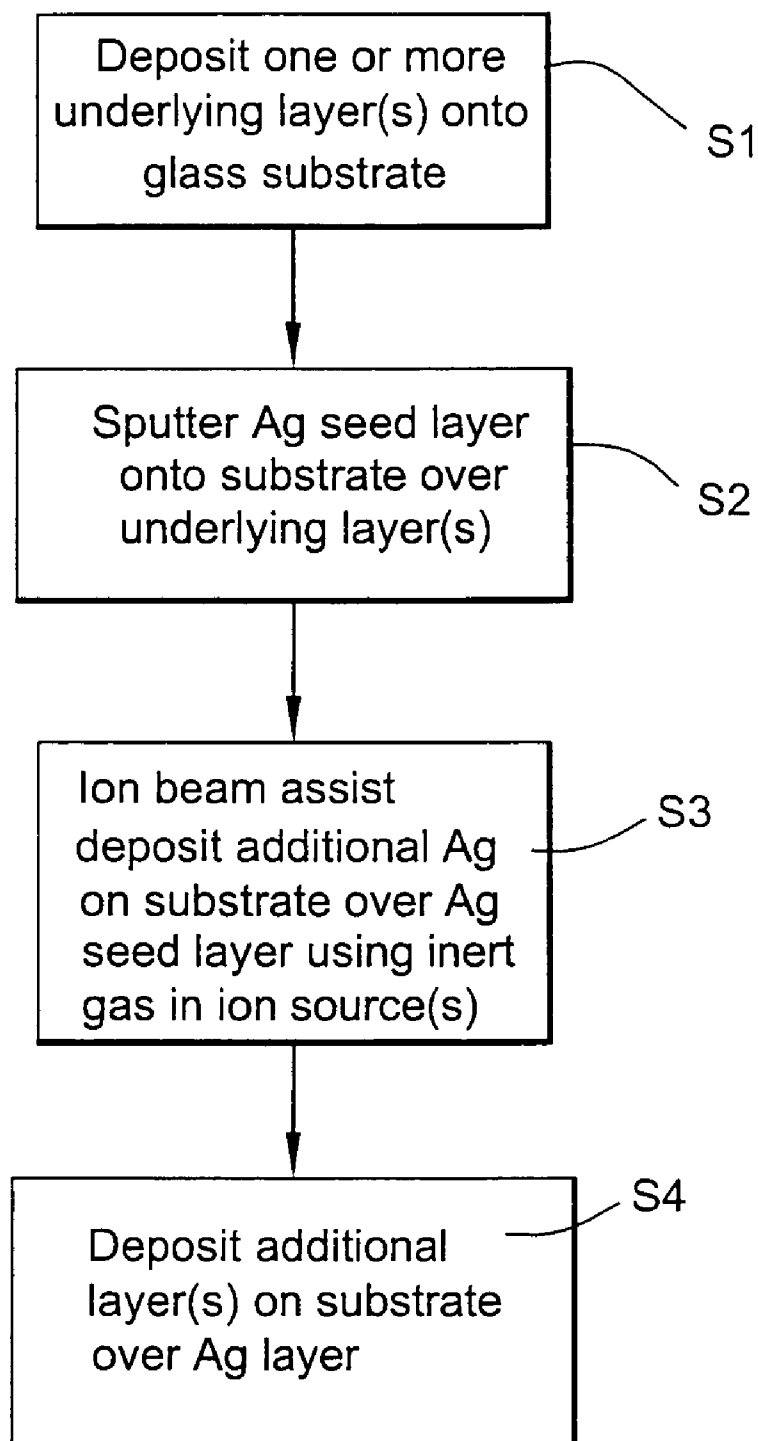 Deposit one or more
underlying layer(s) onto
glass substrate
S1
Sputter Ag seed layer
onto substrate over
underlying layer(s)
S2
Ion beam assist
deposit additional Ag
on substrate over Ag
seed layer using inert
gas in ion source(s)
S3
Deposit additional
layer(s) on substrate
over Ag layer
S4